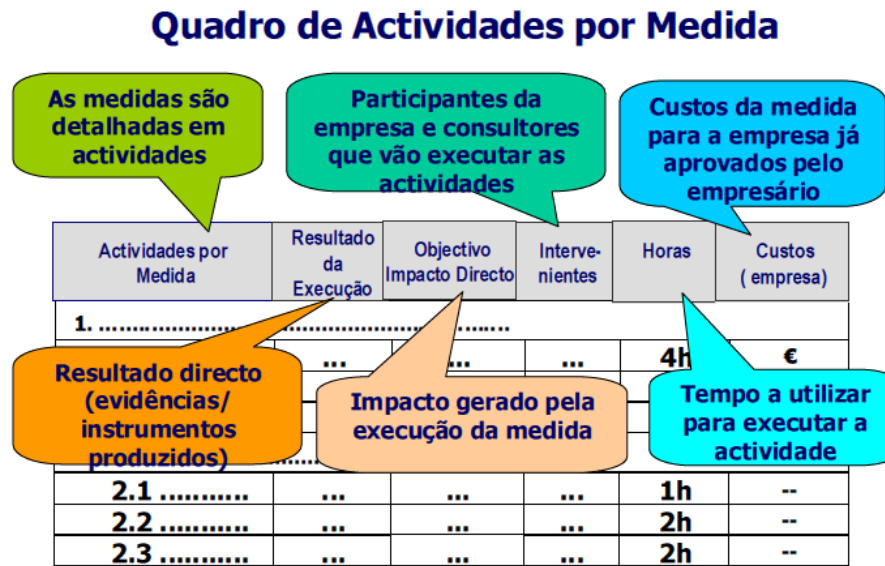 Quadro de Actividades por Medida
As medidas são
detalhadas em
actividades
Participantes da
empresa e consultores
que vão executar as
actividades
Custos da medida
para a empresa já
aprovados pelo
empresário
Actividades por
Medida
Resultado
da
Execução
Objectivo
Impacto Directo
Interve-
nientes
Horas
Custos
( empresa)
1. ..................................................................
... ... ... 4h €
Resultado directo
(evidências/
instrumentos
produzidos)
Impacto gerado pela
execução da medida
Tempo a utilizar
para executar a
actividade
2.1 ........... ... ... ... 1h --
2.2 ........... ... ... ... 2h --
2.3 ........... ... ... ... 2h --